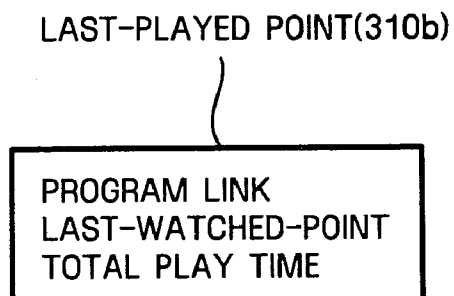 LAST-PLAYED POINT(310b)
PROGRAM LINK
LAST-WATCHED-POINT
TOTAL PLAY TIME